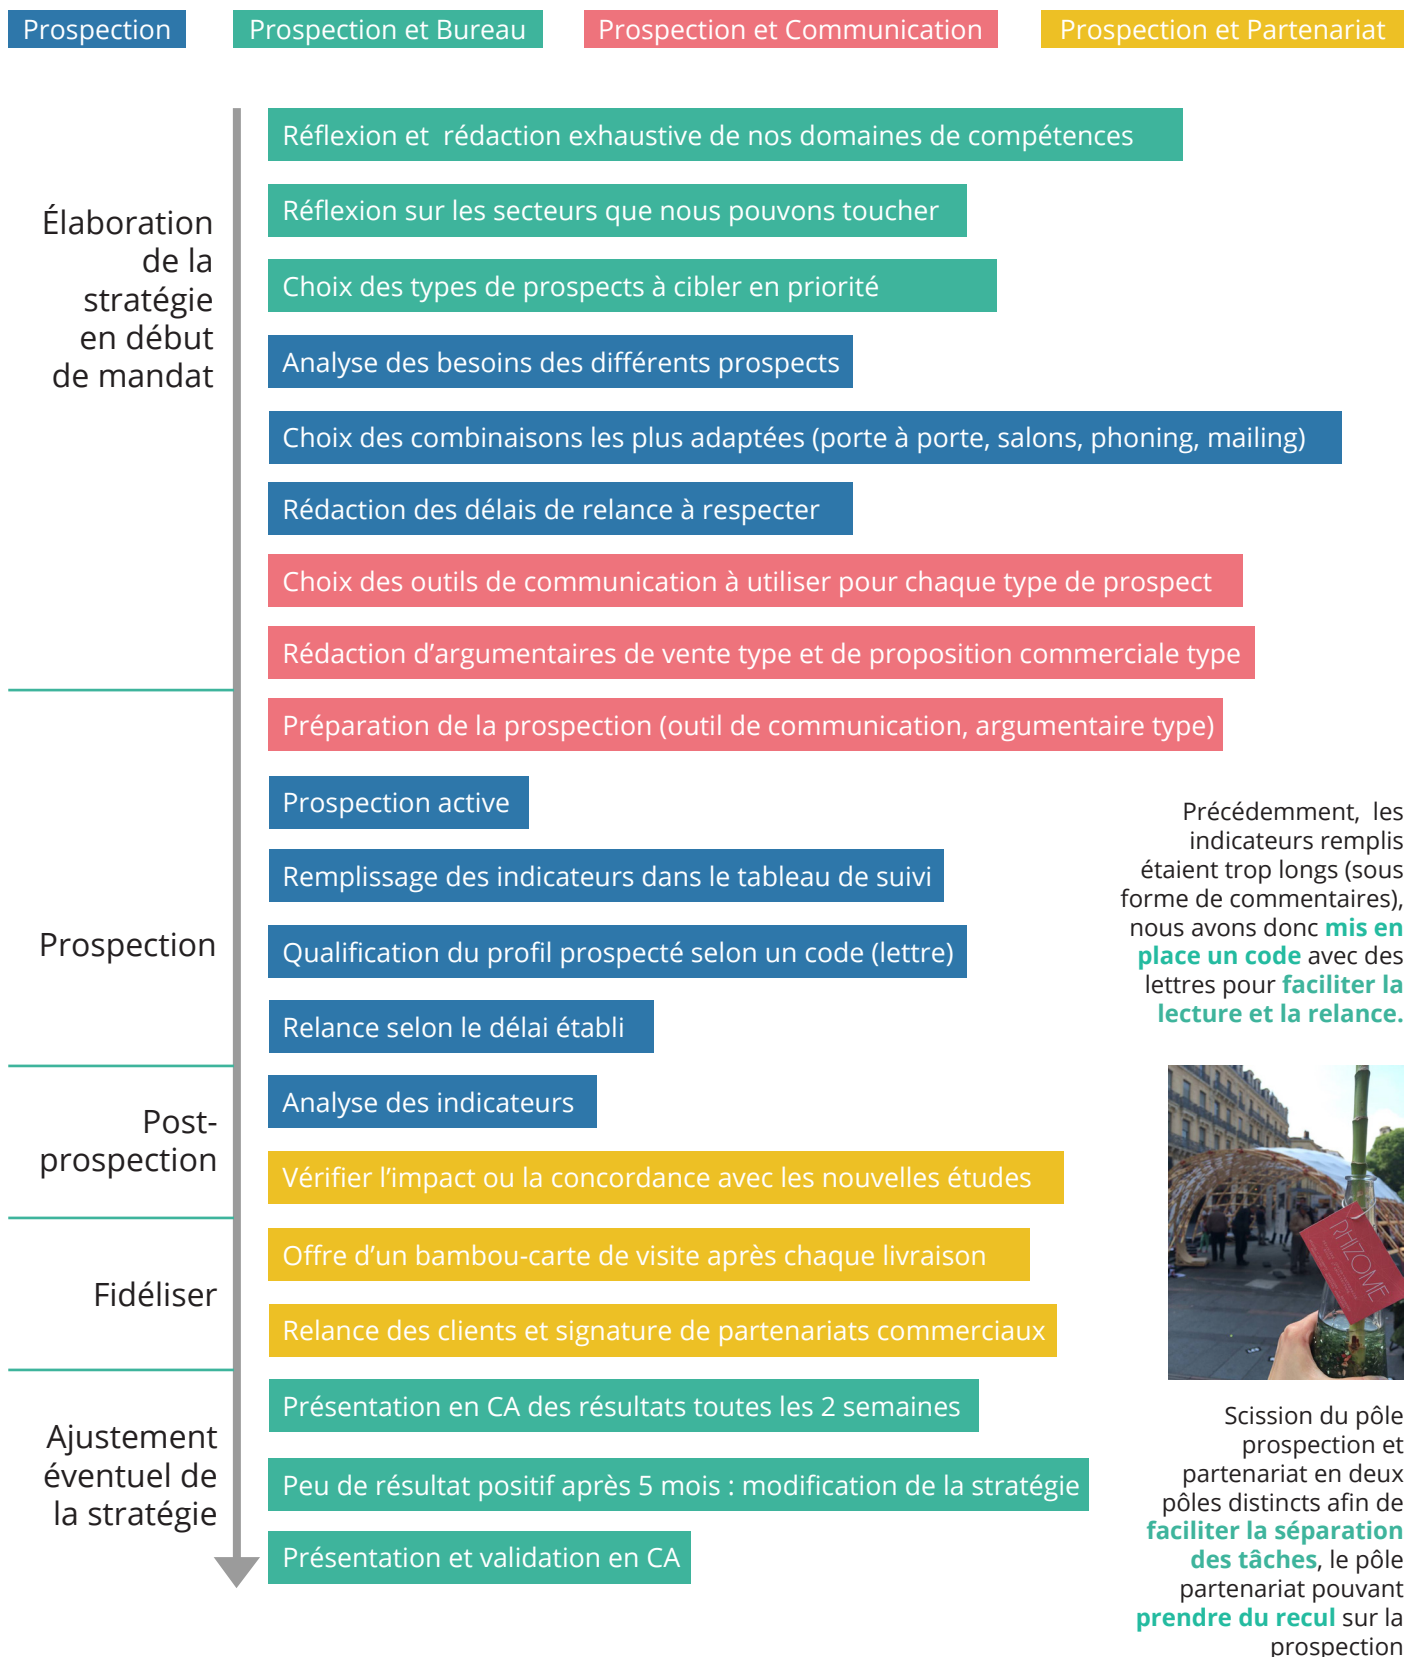 Prospection
Prospection et Bureau
Prospection et Communication
Prospection et Partenariat
Élaboration
de la
stratégie
en début
de mandat
Réflexion et rédaction exhaustive de nos domaines de compétences
Réflexion sur les secteurs que nous pouvons toucher
Choix des types de prospects à cibler en priorité
Analyse des besoins des différents prospects
Choix des combinaisons les plus adaptées (porte à porte, salons, phoning, mailing)
Rédaction des délais de relance à respecter
Choix des outils de communication à utiliser pour chaque type de prospect
Rédaction d’argumentaires de vente type et de proposition commerciale type
Prospection
Préparation de la prospection (outil de communication, argumentaire type)
Prospection active
Remplissage des indicateurs dans le tableau de suivi
Qualification du profil prospecté selon un code (lettre)
Relance selon le délai établi
Précédemment, les
indicateurs remplis
étaient trop longs (sous
forme de commentaires),
nous avons donc mis en
place un code avec des
lettres pour faciliter la
lecture et la relance.
Post-
prospection
Analyse des indicateurs
Vérifier l’impact ou la concordance avec les nouvelles études
Fidéliser
Offre d’un bambou-carte de visite après chaque livraison
Relance des clients et signature de partenariats commerciaux
RHIZOME
Ajustement
éventuel de
la stratégie
Présentation en CA des résultats toutes les 2 semaines
Peu de résultat positif après 5 mois : modification de la stratégie
Présentation et validation en CA
Scission du pôle
prospection et
partenariat en deux
pôles distincts afin de
faciliter la séparation
des tâches, le pôle
partenariat pouvant
prendre du recul sur la
prospection